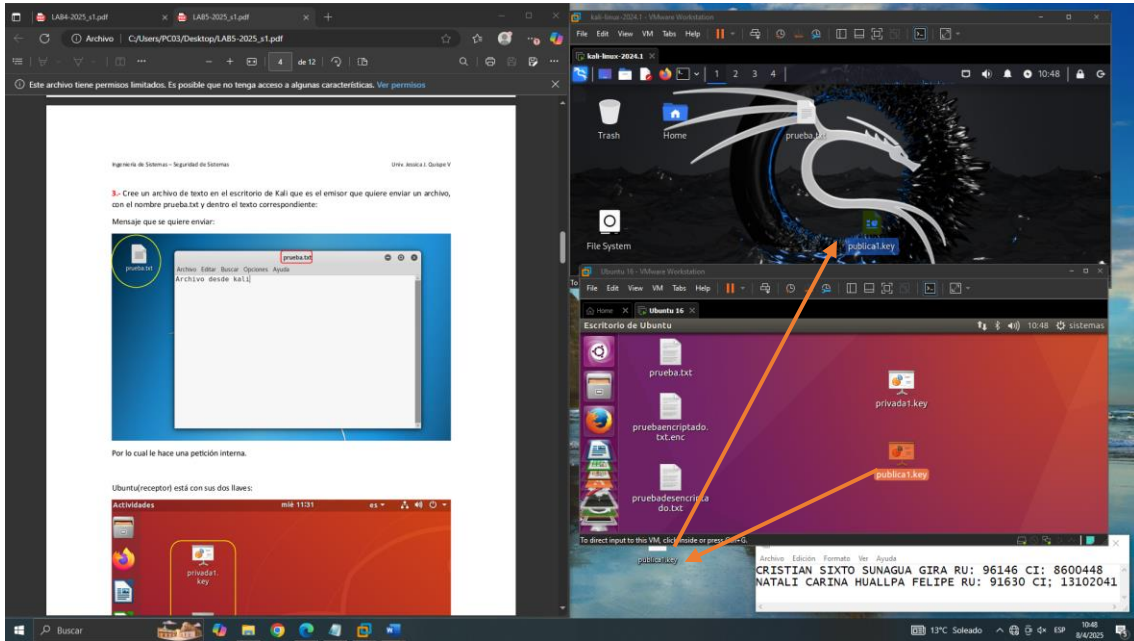 LAB4-2025_s1.pdf
LAB5-2025_s1.pdf
Archivo
C:/Users/PC03/Desktop/LAB5-2025_s1.pdf
4 de 12
Este archivo tiene permisos limitados. Es posible que no tenga acceso a algunas características. Ver permisos
Ingeniería de Sistemas – Seguridad de Sistemas
Univ. Jessica J. Quispe V
3.- Cree un archivo de texto en el escritorio de Kali que es el emisor que quiere enviar un archivo,
con el nombre prueba.txt y dentro el texto correspondiente:
Mensaje que se quiere enviar:
prueba.txt
prueba.txt
Archivo Editar Buscar Opciones Ayuda
Archivo desde kali
Por lo cual le hace una petición interna.
Ubuntu(receptor) está con sus dos llaves:
Actividades
mié 11:31
es
privada1.
key
kali-linux-2024.1 - VMware Workstation
File Edit View VM Tabs Help
kali-linux-2024.1
1 2 3 4
10:48
Trash
Home
prueba.txt
File System
publica1.key
To
Ubuntu 16 - VMware Workstation
File Edit View VM Tabs Help
Home
Ubuntu 16
Escritorio de Ubuntu
10:48
sistemas
prueba.txt
privada1.key
pruebaencriptado.
txt.enc
publica1.key
pruebadesencripta
do.txt
To direct input to this VM, click inside or press Ctrl+G.
publica1.key
Archivo Edición Formato Ver Ayuda
CRISTIAN SIXTO SUNAGUA GIRA RU: 96146 CI: 8600448
NATALI CARINA HUALLPA FELIPE RU: 91630 CI; 13102041
Buscar
13°C Soleado
ESP
10:48
8/4/2025